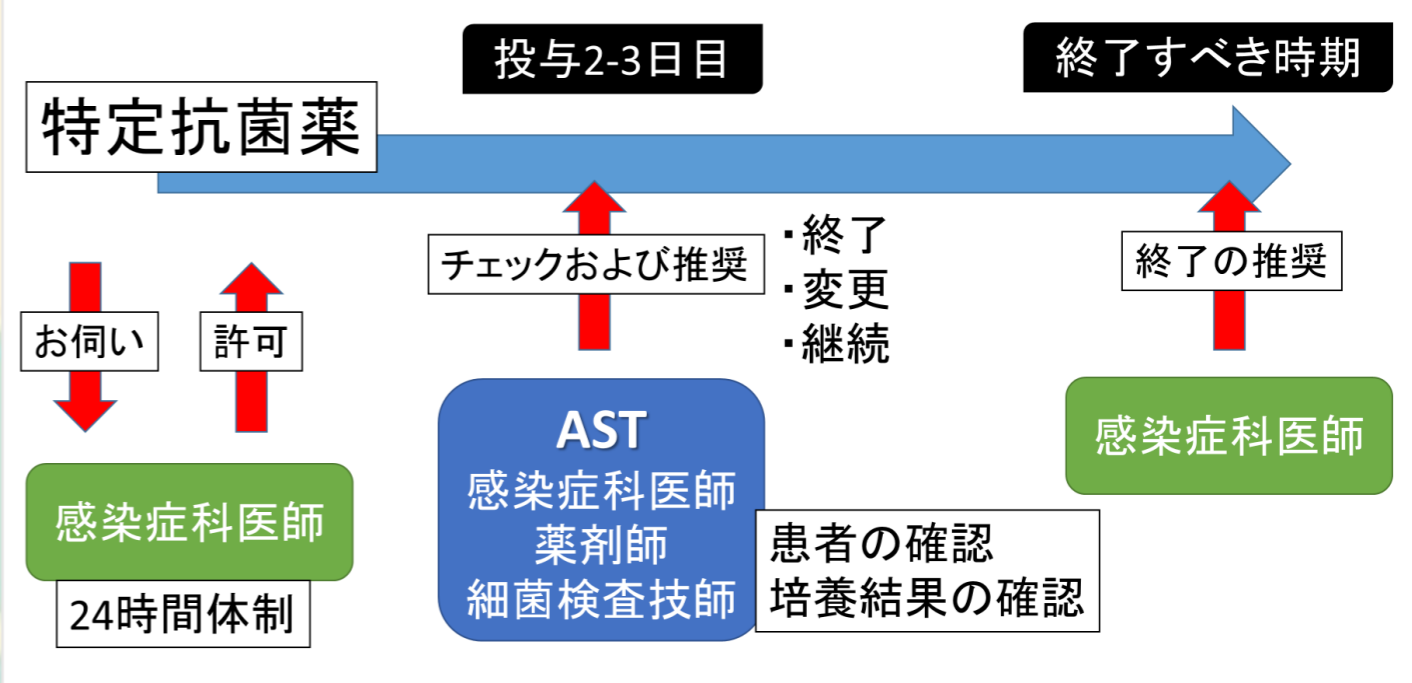 投与2-3日目
終了すべき時期
特定抗菌薬
チェックおよび推奨
・終了
・変更
・継続
終了の推奨
お伺い
許可
感染症科医師
24時間体制
AST
感染症科医師
薬剤師
細菌検査技師
患者の確認
培養結果の確認
感染症科医師